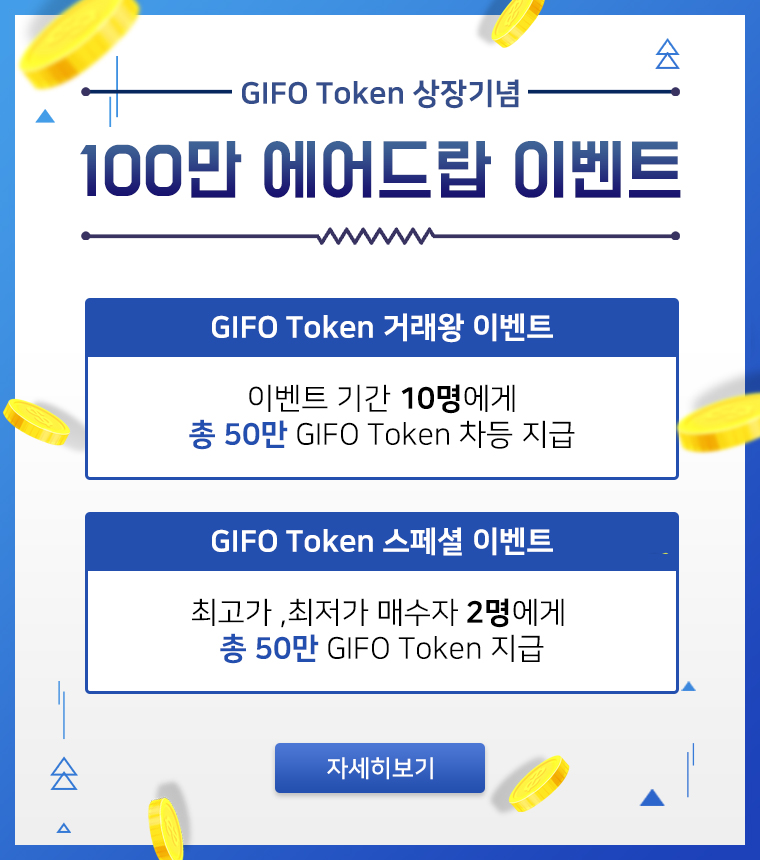 GIFO Token 상장기념
100만 에어드랍 이벤트
GIFO Token 거래왕 이벤트
이벤트 기간 10명에게
총 50만 GIFO Token 차등 지급
GIFO Token 스페셜 이벤트
최고가 ,최저가 매수자 2명에게
총 50만 GIFO Token 지급
자세히보기